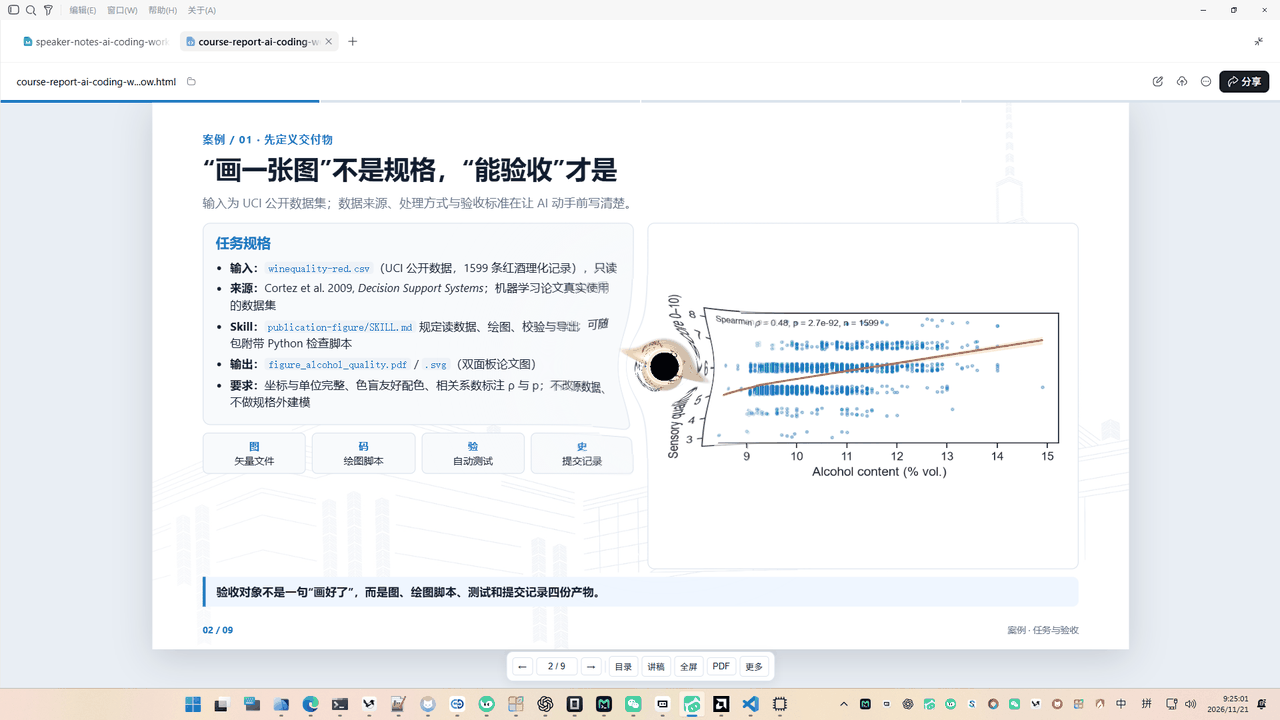 编辑(E) 窗口(W) 帮助(H) 关于(A)
speaker-notes-ai-coding-work
course-report-ai-coding-w
course-report-ai-coding-w...ow.html
分享
案例 / 01 · 先定义交付物
“画一张图”不是规格，“能验收”才是
输入为 UCI 公开数据集；数据来源、处理方式与验收标准在让 AI 动手前写清楚。
任务规格
• 输入： winequality-red.csv （UCI 公开数据，1599 条红酒理化记录），只读
• 来源：Cortez et al. 2009, Decision Support Systems；机器学习论文真实使用
的数据集
• Skill： publication-figure/SKILL.md 规定读数据、绘图、校验与导出；可随
包附带 Python 检查脚本
• 输出： figure_alcohol_quality.pdf / .svg （双面板论文图）
• 要求：坐标与单位完整、色盲友好配色、相关系数标注 ρ 与 p；不改源数据、
不做规格外建模
图
矢量文件
码
绘图脚本
验
自动测试
史
提交记录
Spearman ρ = 0.48, p = 2.7e-92, n = 1599
8
7
6
5
4
3
Sensory (0–10)
9 10 11 12 13 14 15
Alcohol content (% vol.)
验收对象不是一句“画好了”，而是图、绘图脚本、测试和提交记录四份产物。
02 / 09
案例 · 任务与验收
← 2 / 9 → 目录 讲稿 全屏 PDF 更多
中 拼
9:25:01
2026/11/21